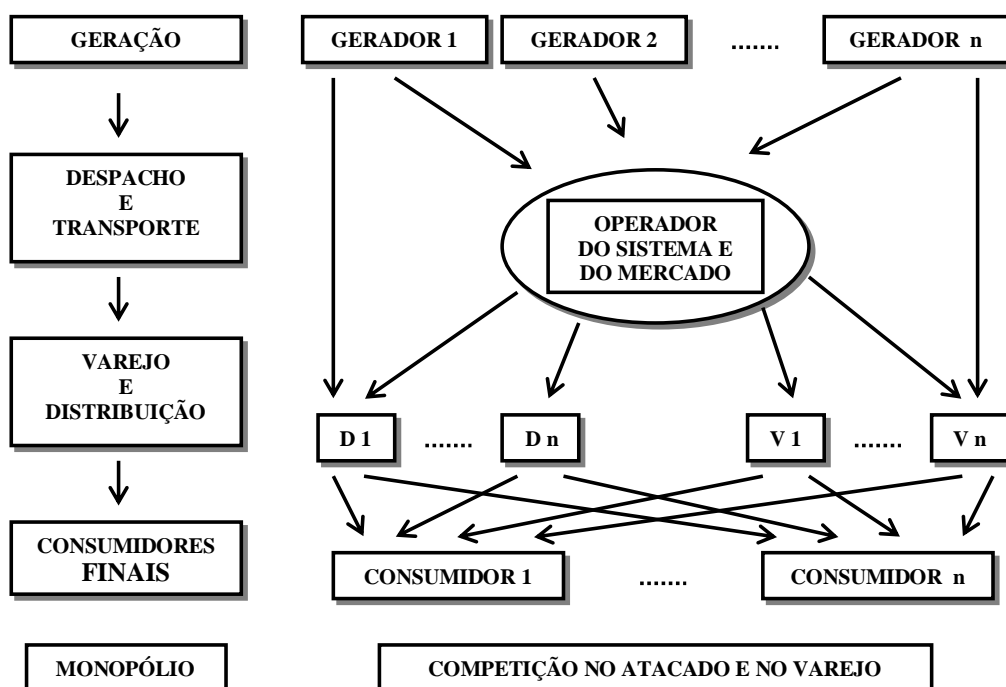 GERAÇÃO
GERADOR 1
GERADOR 2
.......
GERADOR n
DESPACHO
E
TRANSPORTE
OPERADOR
DO SISTEMA E
DO MERCADO
VAREJO
E
DISTRIBUIÇÃO
D 1
.......
D n
V 1
.......
V n
CONSUMIDORES
FINAIS
CONSUMIDOR 1
.......
CONSUMIDOR n
MONOPÓLIO
COMPETIÇÃO NO ATACADO E NO VAREJO